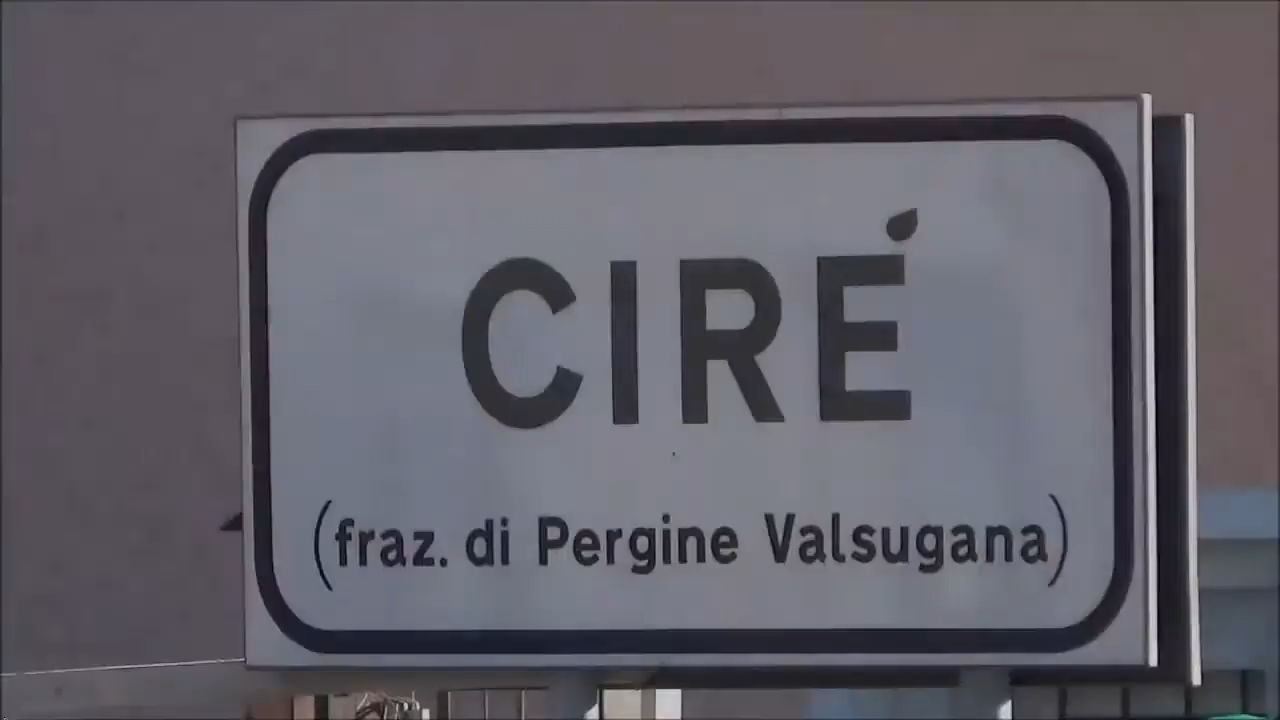 CIRÉ
(fraz. di Pergine Valsugana)